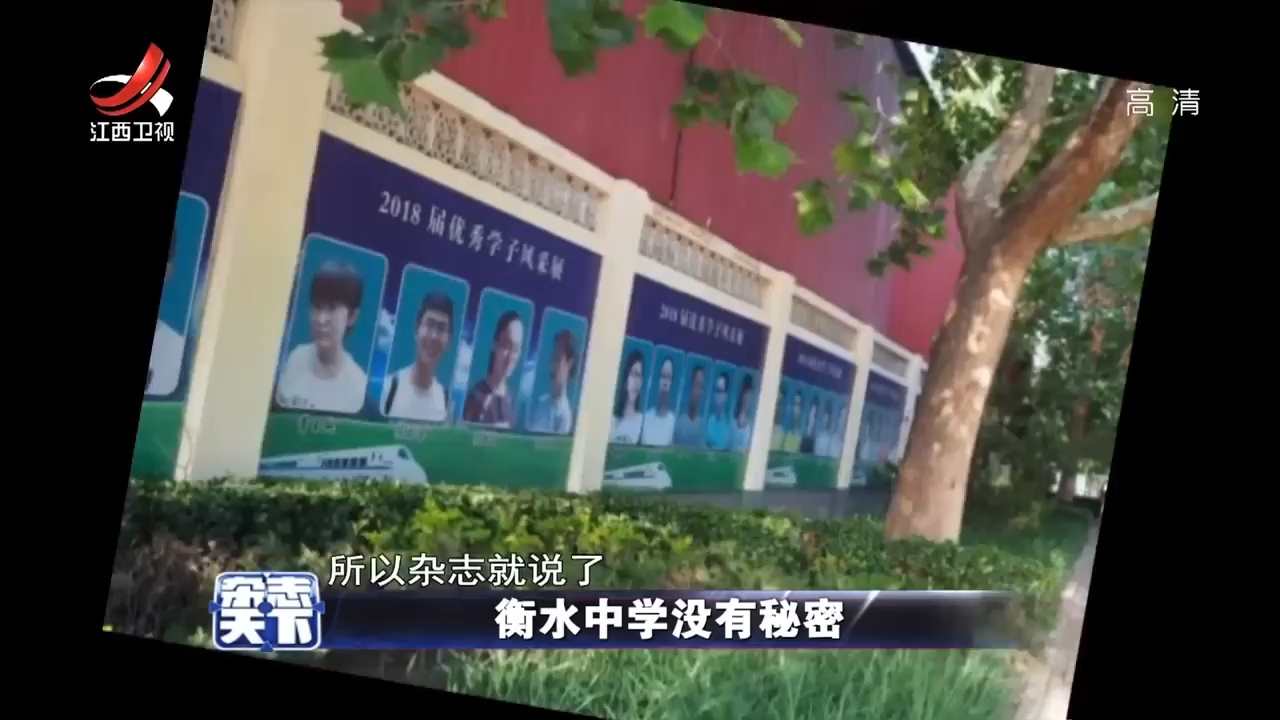 江西卫视
高清
2018届优秀学子风采展
2018届优秀学子风采展
所以杂志就说了
杂志天下
衡水中学没有秘密